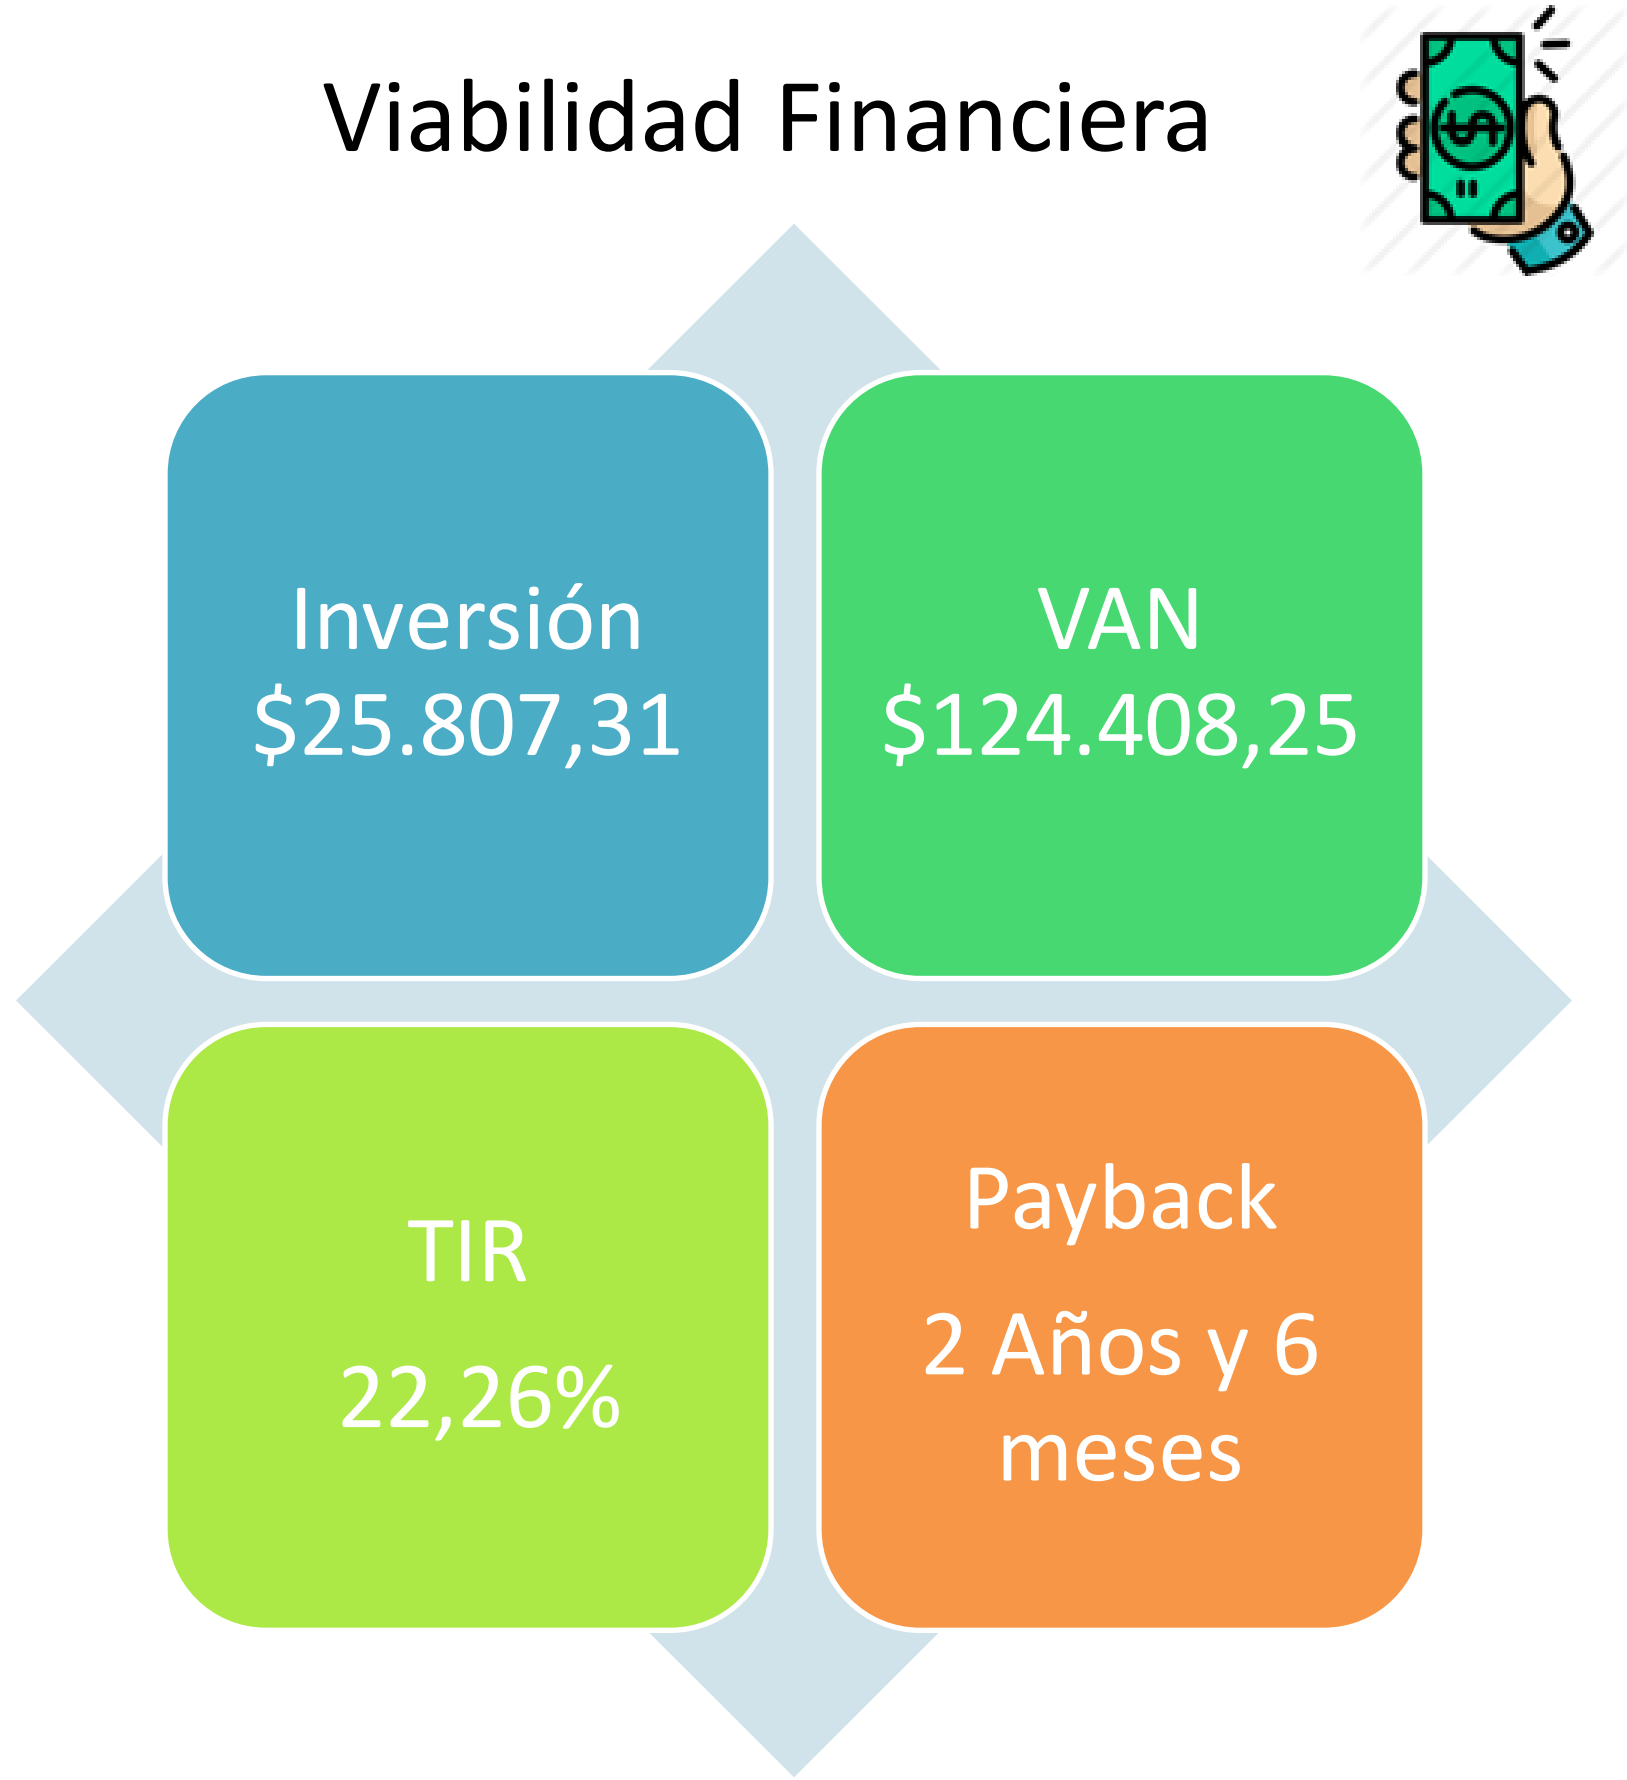 Viabilidad Financiera
Inversión
$25.807,31
VAN
$124.408,25
TIR
22,26%
Payback
2 Años y 6
meses